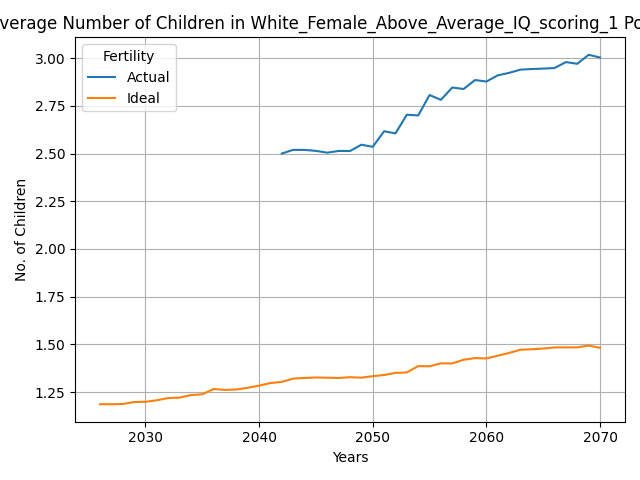 verage Number of Children in White_Female_Above_Average_IQ_scoring_1 Po
Fertility
Actual
Ideal
3.00
2.75
2.50
2.25
2.00
1.75
1.50
1.25
No. of Children
2030 2040 2050 2060 2070
Years